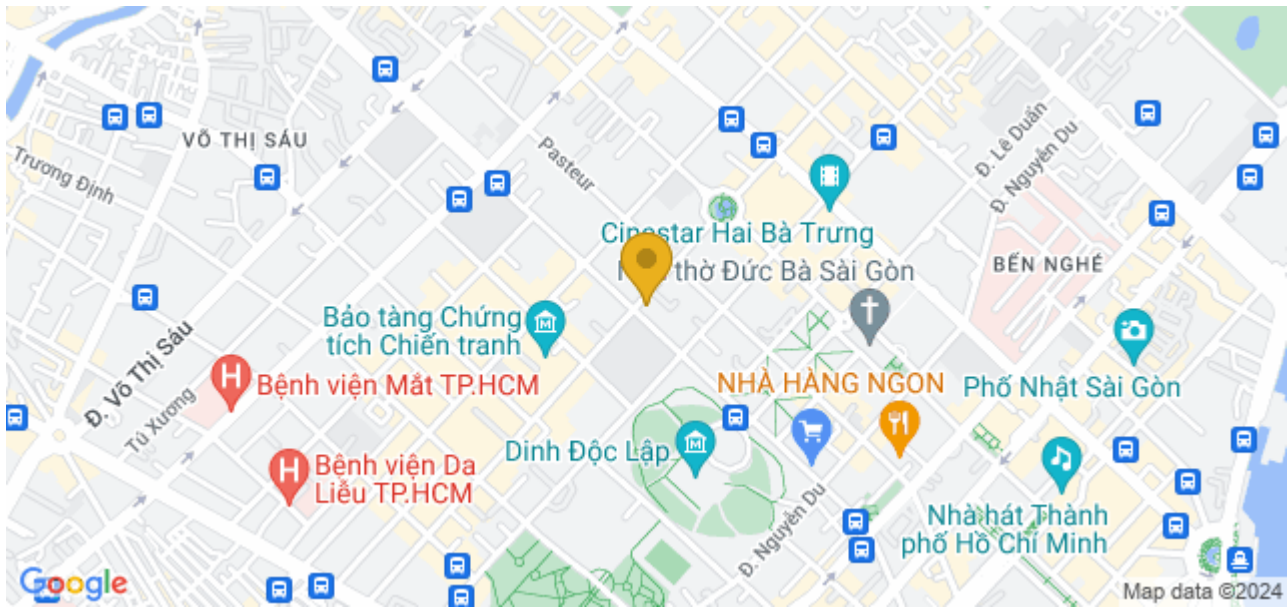 VÕ THỊ SÁU
Trương Định
Pasteur
Đ. Lê Duẩn
Đ. Nguyễn Du
Cinestar Hai Bà Trưng
thờ Đức Bà Sài Gòn
BẾN NGHÉ
Bảo tàng Chứng
tích Chiến tranh
Đ. Võ Thị Sáu
Tú Xương
H
Bệnh viện Mắt TP.HCM
NHÀ HÀNG NGON
Phố Nhật Sài Gòn
Dinh Độc Lập
H
Bệnh viện Da
Liễu TP.HCM
Đ. Nguyễn Du
Nhà hát Thành
phố Hồ Chí Minh
Google
Map data ©2024